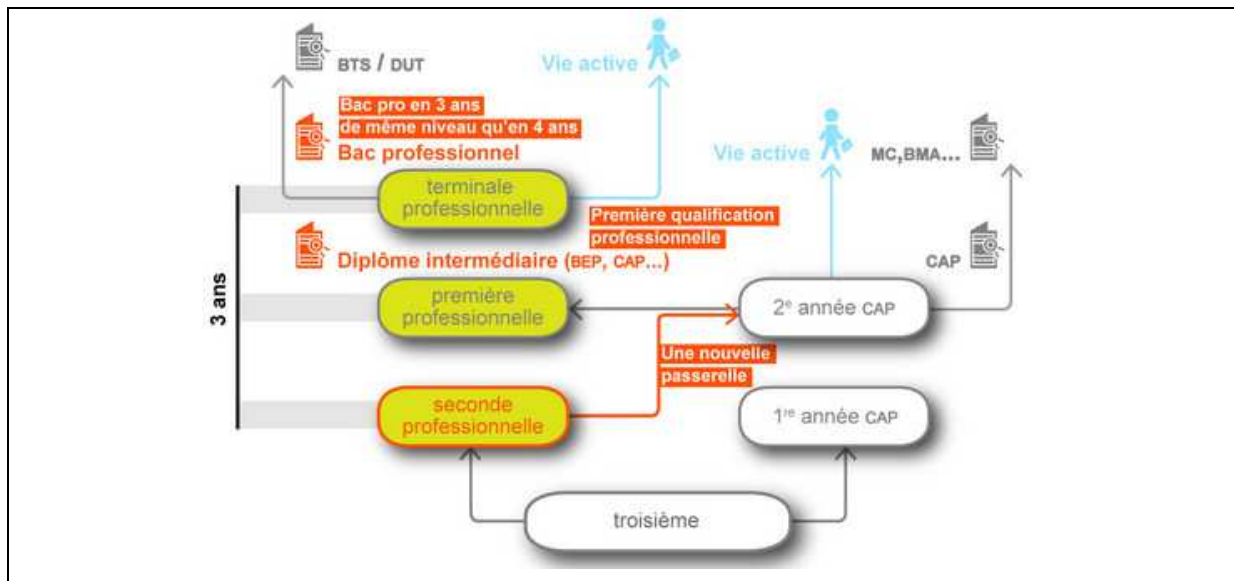 BTS / DUT
Vie active
Bac pro en 3 ans
de même niveau qu'en 4 ans
Bac professionnel
Vie active
MC,BMA...
terminale
professionnelle
Première qualification
professionnelle
Diplôme intermédiaire (BEP, CAP...)
CAP
3 ans
première
professionnelle
2e année CAP
Une nouvelle
passerelle
seconde
professionnelle
1re année CAP
troisième